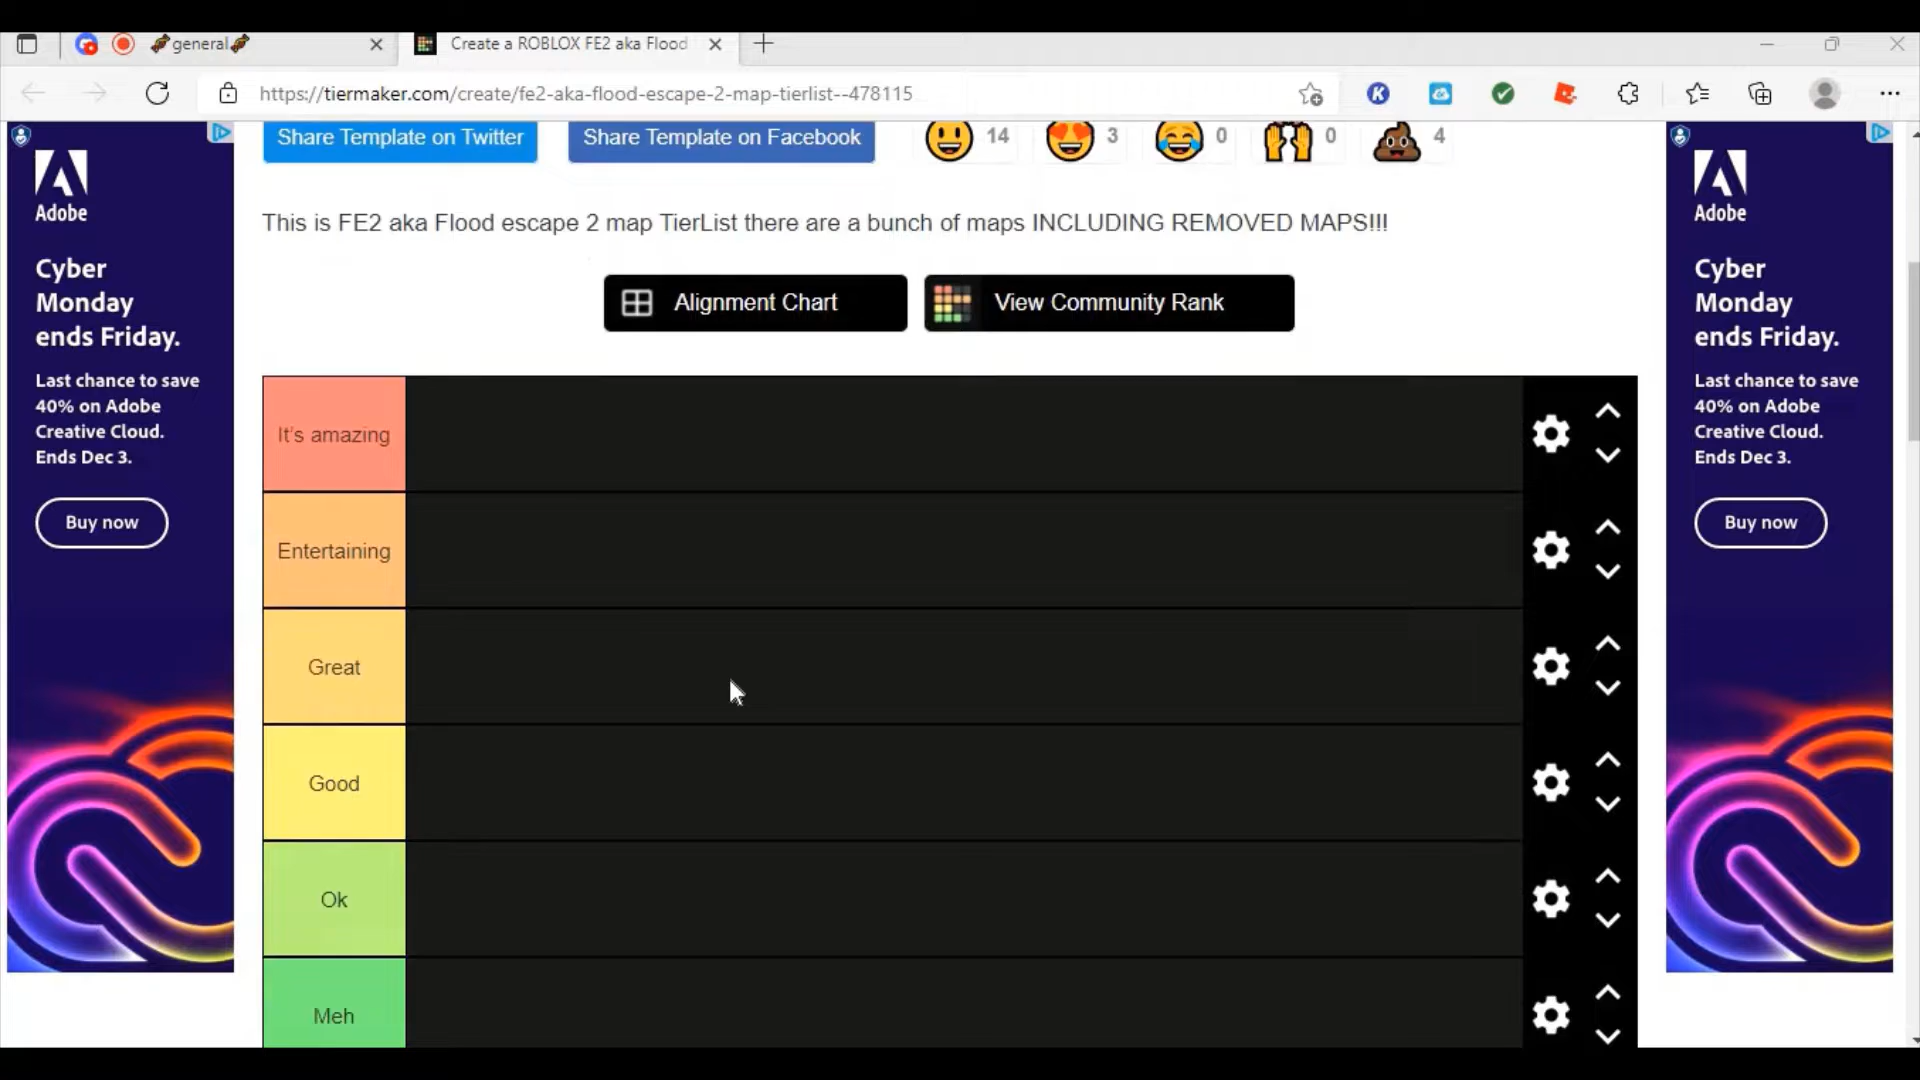 general
Create a ROBLOX FE2 aka Flood
https://tiermaker.com/create/fe2-aka-flood-escape-2-map-tierlist--478115
Share Template on Twitter
Share Template on Facebook
14
3
0
0
4
This is FE2 aka Flood escape 2 map TierList there are a bunch of maps INCLUDING REMOVED MAPS!!!
Alignment Chart
View Community Rank
It's amazing
Entertaining
Great
Good
Ok
Meh
Adobe
Cyber
Monday
ends Friday.
Last chance to save
40% on Adobe
Creative Cloud.
Ends Dec 3.
Buy now
Adobe
Cyber
Monday
ends Friday.
Last chance to save
40% on Adobe
Creative Cloud.
Ends Dec 3.
Buy now
K